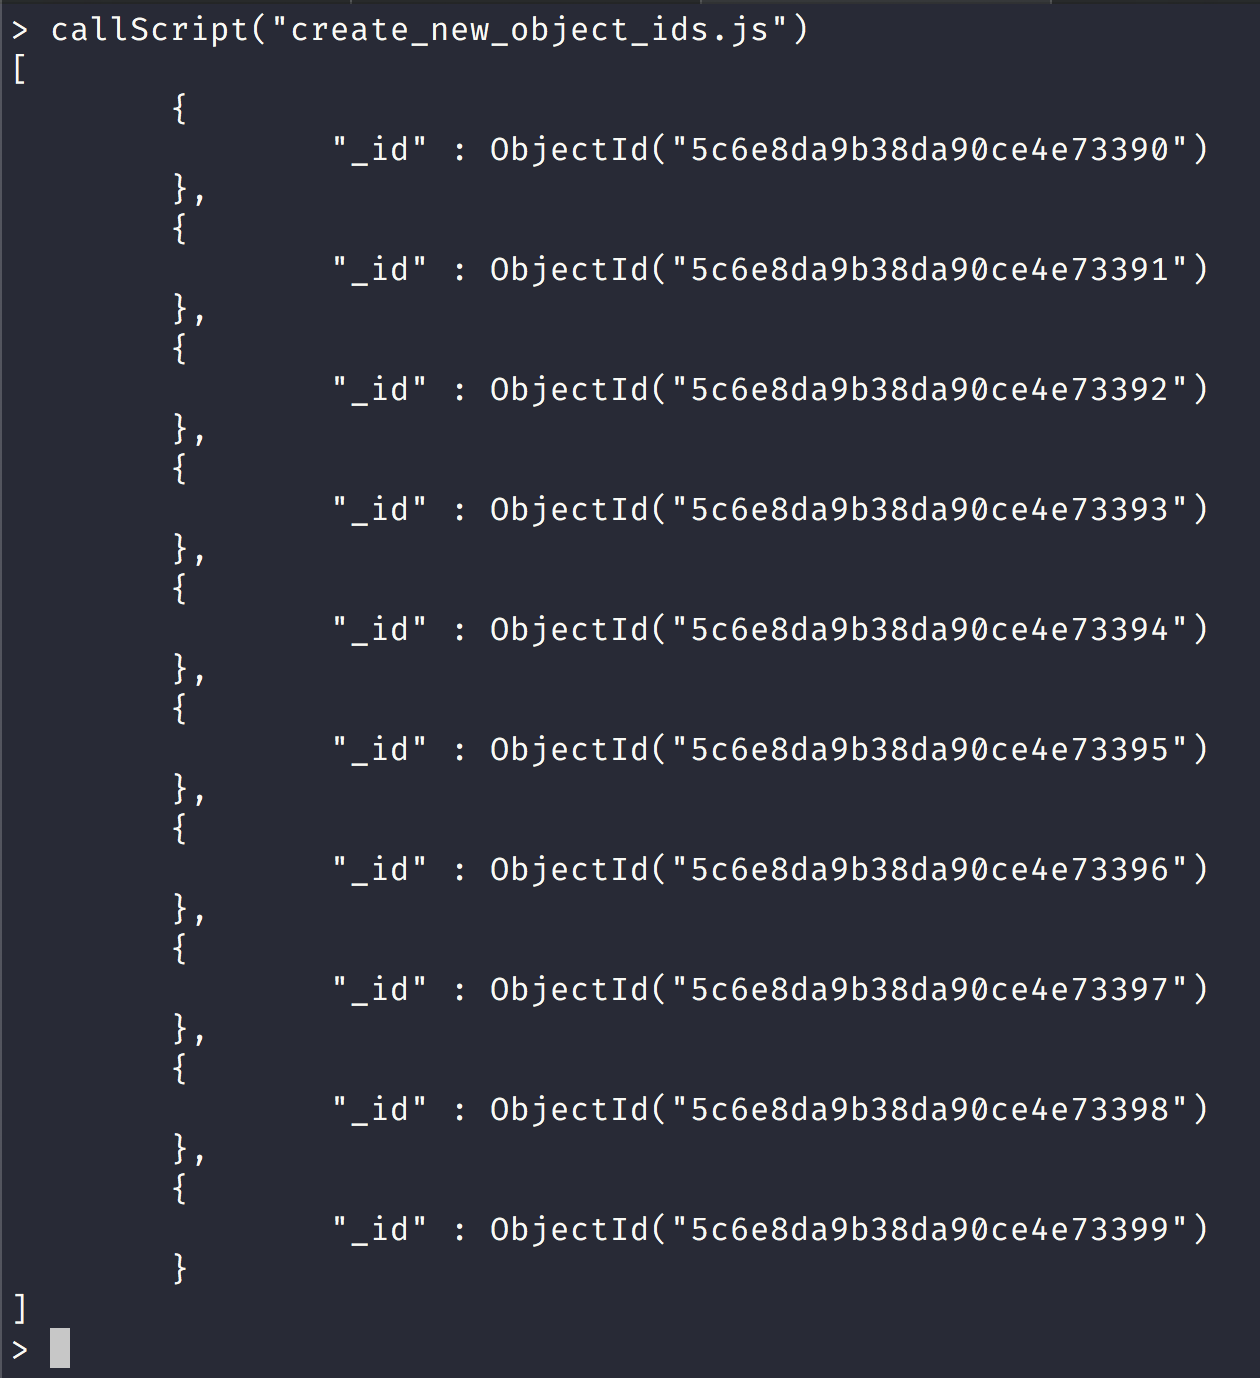 > callScript("create_new_object_ids.js")
[
        {
                "_id" : ObjectId("5c6e8da9b38da90ce4e73390")
        },
        {
                "_id" : ObjectId("5c6e8da9b38da90ce4e73391")
        },
        {
                "_id" : ObjectId("5c6e8da9b38da90ce4e73392")
        },
        {
                "_id" : ObjectId("5c6e8da9b38da90ce4e73393")
        },
        {
                "_id" : ObjectId("5c6e8da9b38da90ce4e73394")
        },
        {
                "_id" : ObjectId("5c6e8da9b38da90ce4e73395")
        },
        {
                "_id" : ObjectId("5c6e8da9b38da90ce4e73396")
        },
        {
                "_id" : ObjectId("5c6e8da9b38da90ce4e73397")
        },
        {
                "_id" : ObjectId("5c6e8da9b38da90ce4e73398")
        },
        {
                "_id" : ObjectId("5c6e8da9b38da90ce4e73399")
        }
]
>